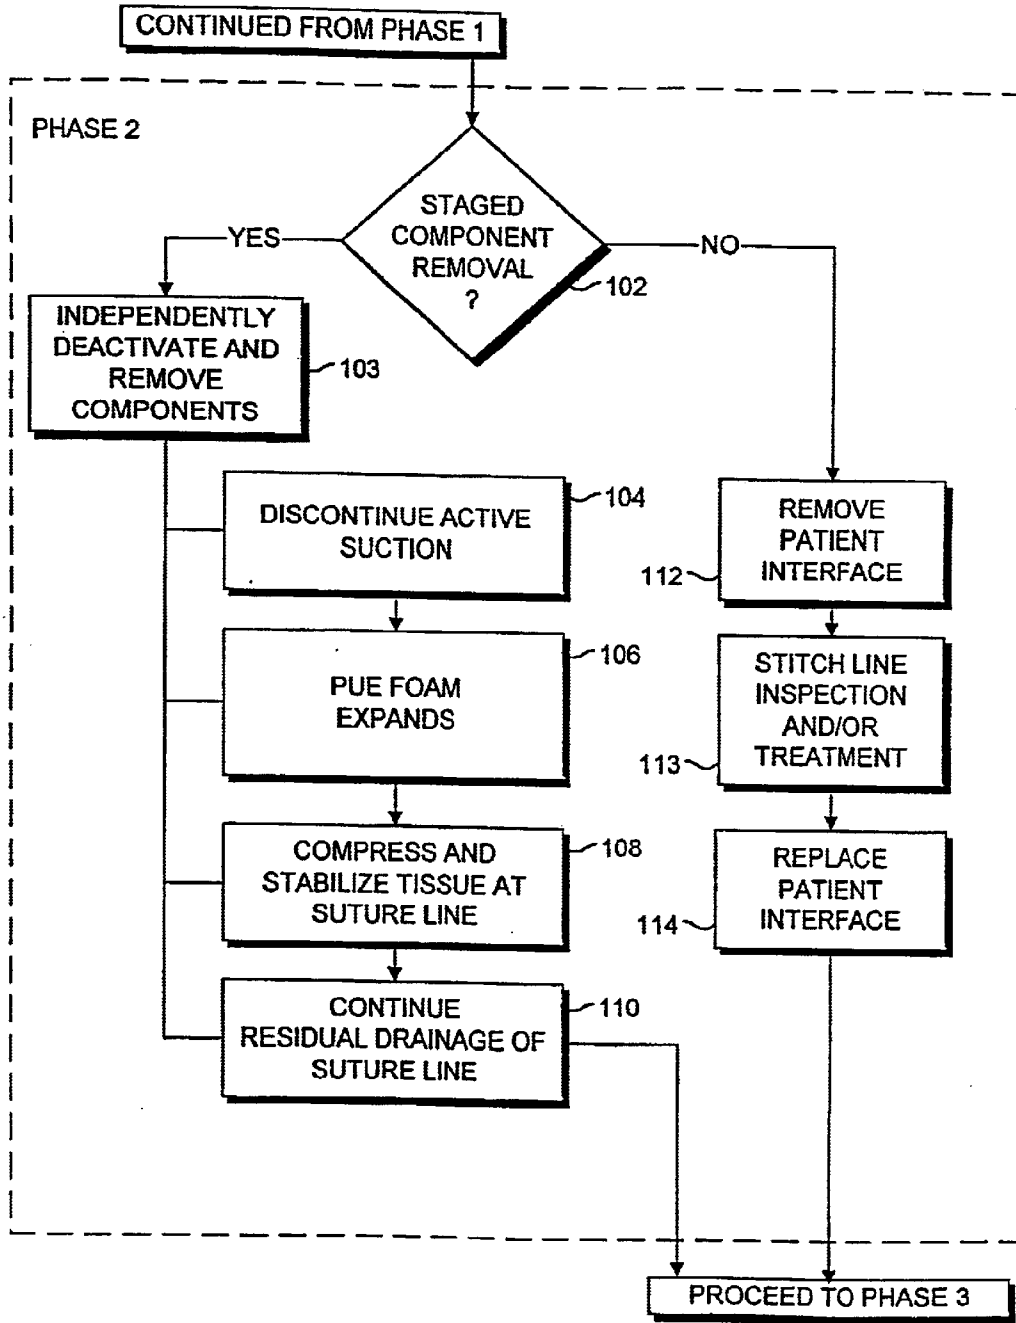 CONTINUED FROM PHASE 1
PHASE 2
STAGED
COMPONENT
REMOVAL
?
102
YES
NO
INDEPENDENTLY
DEACTIVATE AND
REMOVE
COMPONENTS
103
DISCONTINUE ACTIVE
SUCTION
104
PUE FOAM
EXPANDS
106
COMPRESS AND
STABILIZE TISSUE AT
SUTURE LINE
108
CONTINUE
RESIDUAL DRAINAGE OF
SUTURE LINE
110
REMOVE
PATIENT
INTERFACE
112
STITCH LINE
INSPECTION
AND/OR
TREATMENT
113
REPLACE
PATIENT
INTERFACE
114
PROCEED TO PHASE 3